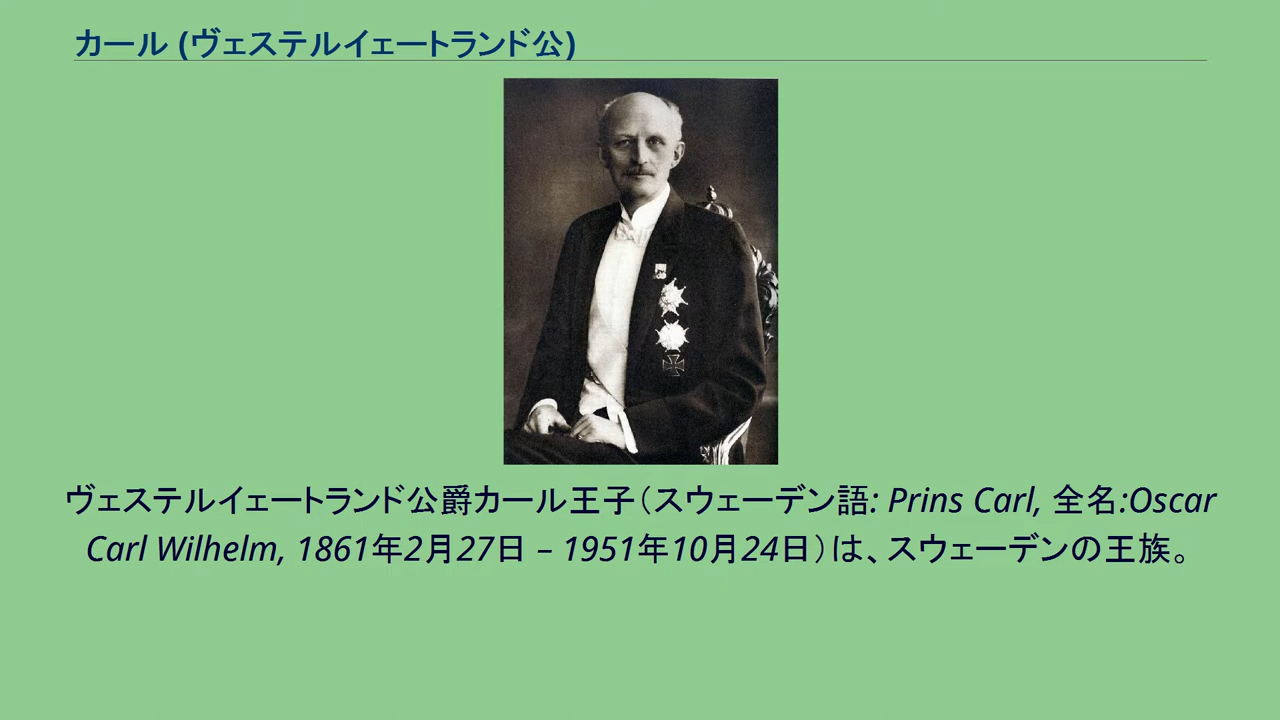 カール (ヴェステルイェートランド公)
ヴェステルイェートランド公爵カール王子（スウェーデン語: Prins Carl, 全名:Oscar
Carl Wilhelm, 1861年2月27日 – 1951年10月24日）は、スウェーデンの王族。